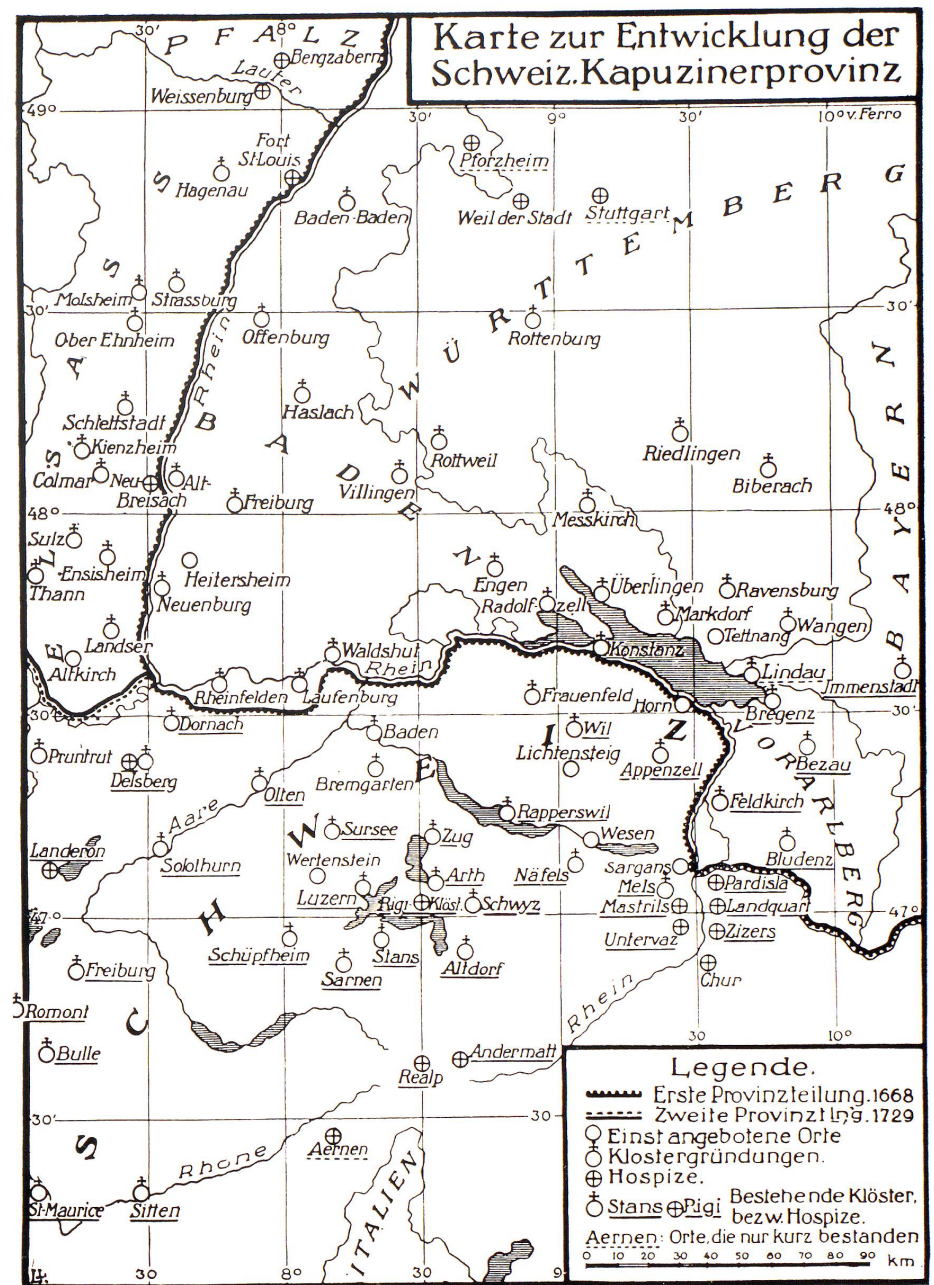 Karte zur Entwicklung der
Schweiz. Kapuzinerprovinz
30'
8°
PFALZ
Bergzabern
Lauter
Weissenburg
49°
30'
9°
30'
10° v. Ferro
Fort
St-Louis
Hagenau
Baden-Baden
Pforzheim
Weil der Stadt
Stuttgart
WÜRTTEMBERG
ELSASS
Molsheim
Strassburg
30'
30'
Ober Ehnheim
Rhein
Offenburg
Rottenburg
BAYERN
BADEN
Haslach
Schlettstadt
Kienzheim
Rottweil
Riedlingen
Colmar
Neu-
Breisach
Alt-
Villingen
Biberach
Freiburg
Messkirch
48°
48°
Sulz
Ensisheim
Thann
Heitersheim
Neuenburg
Engen
Radolf-zell
Überlingen
Ravensburg
Markdorf
Tettnang
Wangen
Landser
Altkirch
Waldshut
Rhein
Konstanz
Lindau
Immenstadt
Rheinfelden
Laufenburg
Frauenfeld
Horn
Bregenz
30'
30'
Dornach
Baden
Wil
VORARLBERG
Pruntrut
Delsberg
Bremgarten
Lichtensteig
Appenzell
Bezau
SCHWEIZ
Olten
Aare
Rapperswil
Feldkirch
Landeron
Solothurn
Sursee
Zug
Wesen
Bludenz
Wertenstein
Näfels
Sargans
Luzern
Arth
Mels
Pardisla
Rigi-Klöst.
Schwyz
Mastrils
Landquart
47°
47°
Untervaz
Zizers
Freiburg
Schüpfheim
Stans
Sarnen
Altdorf
Chur
Romont
Rhein
Bulle
Andermatt
30
10°
Realp
30'
30
Aernen
Rhone
St-Maurice
Sitten
ITALIEN
30
8°
30
9°
Legende.
Erste Provinzteilung. 1668
Zweite Provinztlg. 1729
Einst angebotene Orte
Klostergründungen.
Hospize.
Stans Rigi Bestehende Klöster,
bezw. Hospize.
Aernen: Orte, die nur kurz bestanden
0 10 20 30 40 50 60 70 80 90 km